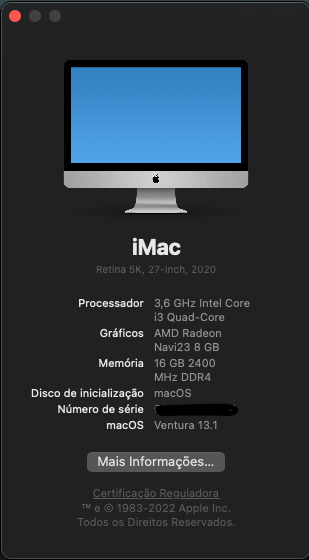 iMac
Retina 5K, 27-inch, 2020
Processador 3,6 GHz Intel Core
i3 Quad-Core
Gráficos AMD Radeon
Navi23 8 GB
Memória 16 GB 2400
MHz DDR4
Disco de inicialização macOS
Número de série
macOS Ventura 13.1
Mais Informações...
Certificação Reguladora
™ e © 1983-2022 Apple Inc.
Todos os Direitos Reservados.